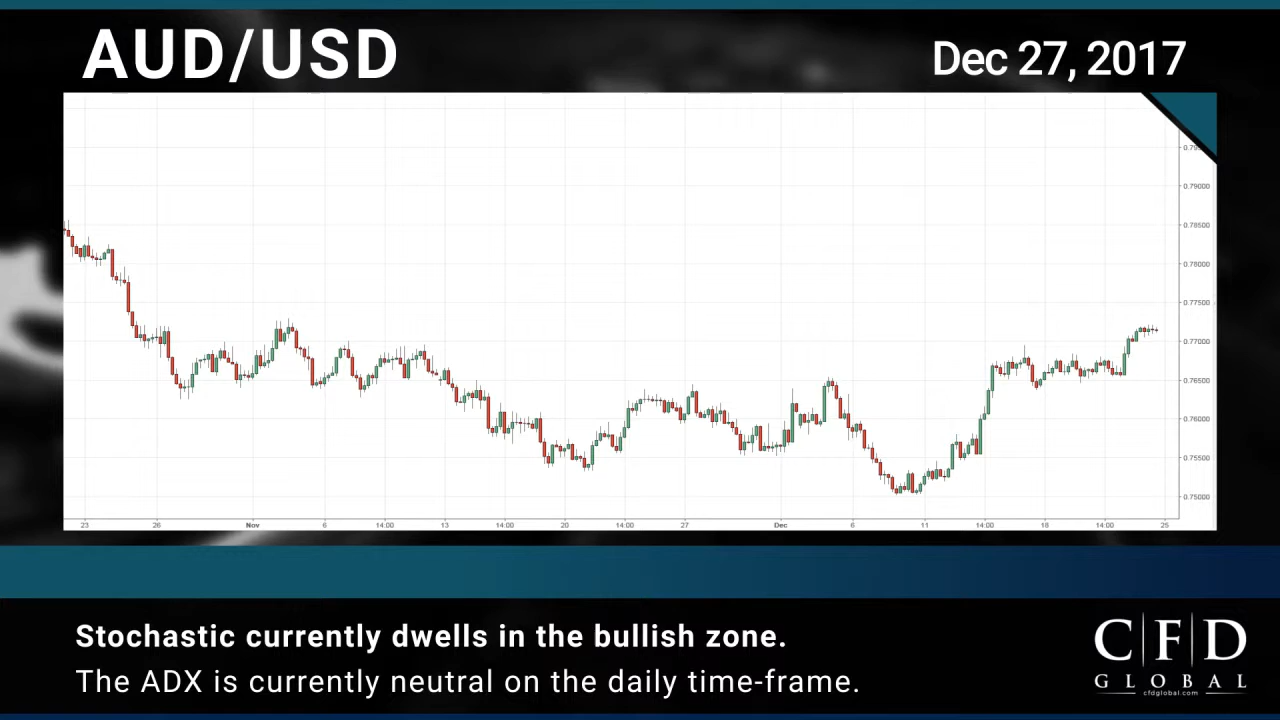 AUD/USD
Dec 27, 2017
0.79000
0.78500
0.78000
0.77500
0.77000
0.76500
0.76000
0.75500
0.75000
23 26 Nov 6 14:00 13 14:00 20 14:00 27 Dec 6 11 14:00 18 14:00 25
Stochastic currently dwells in the bullish zone.
The ADX is currently neutral on the daily time-frame.
CFD
GLOBAL
cfdglobal.com